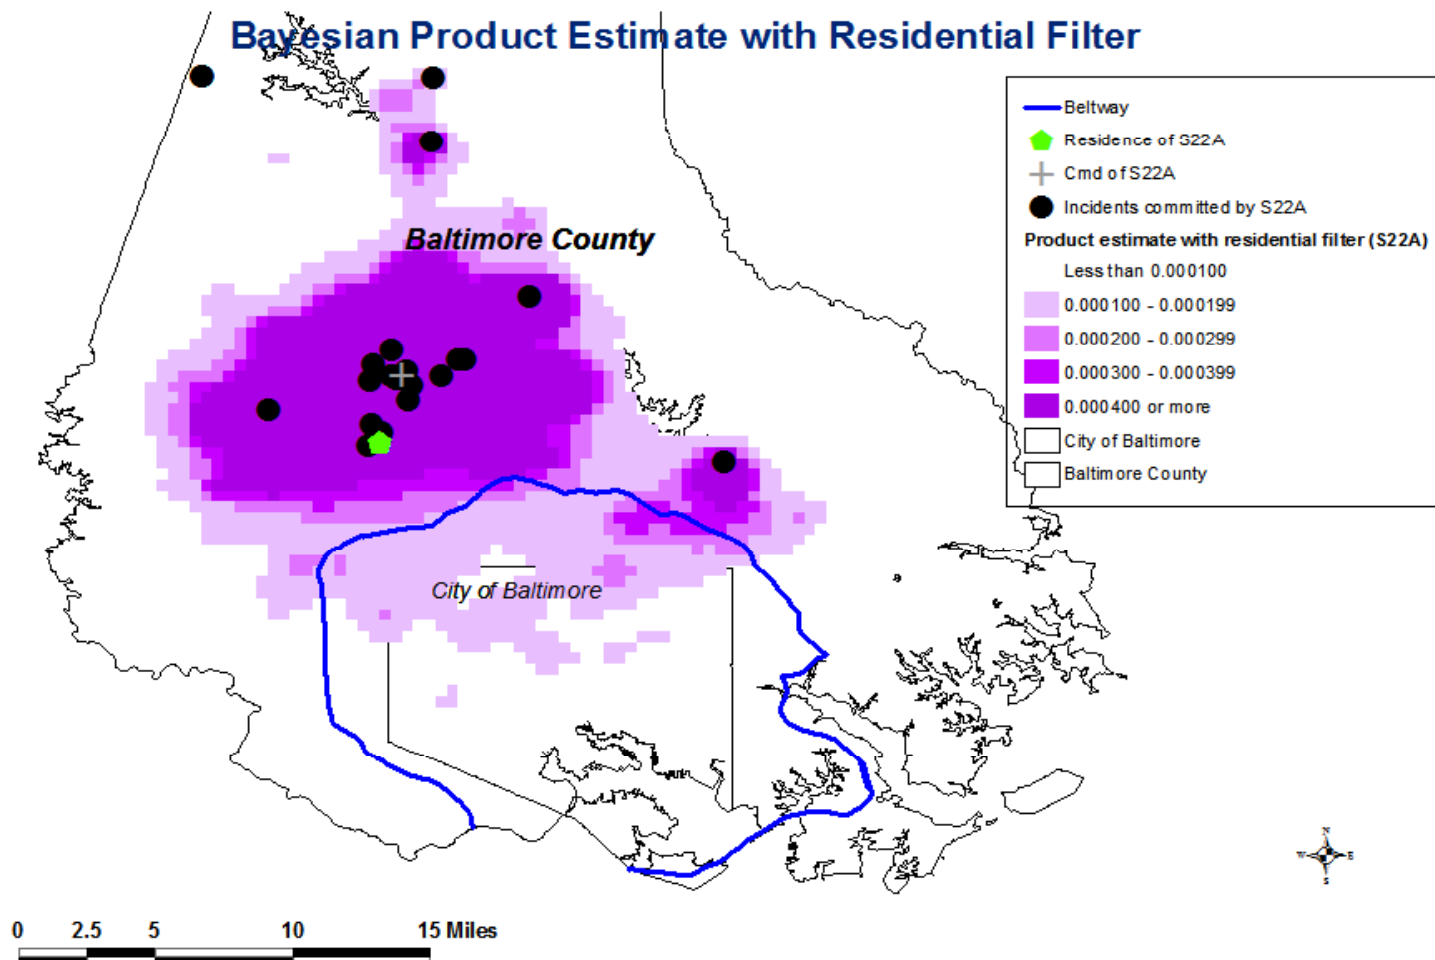 Bayesian Product Estimate with Residential Filter
Beltway
Residence of S22A
Cmd of S22A
Incidents committed by S22A
Product estimate with residential filter (S22A)
Less than 0.000100
0.000100 - 0.000199
0.000200 - 0.000299
0.000300 - 0.000399
0.000400 or more
City of Baltimore
Baltimore County
Baltimore County
City of Baltimore
N
W E
S
0 2.5 5 10 15 Miles